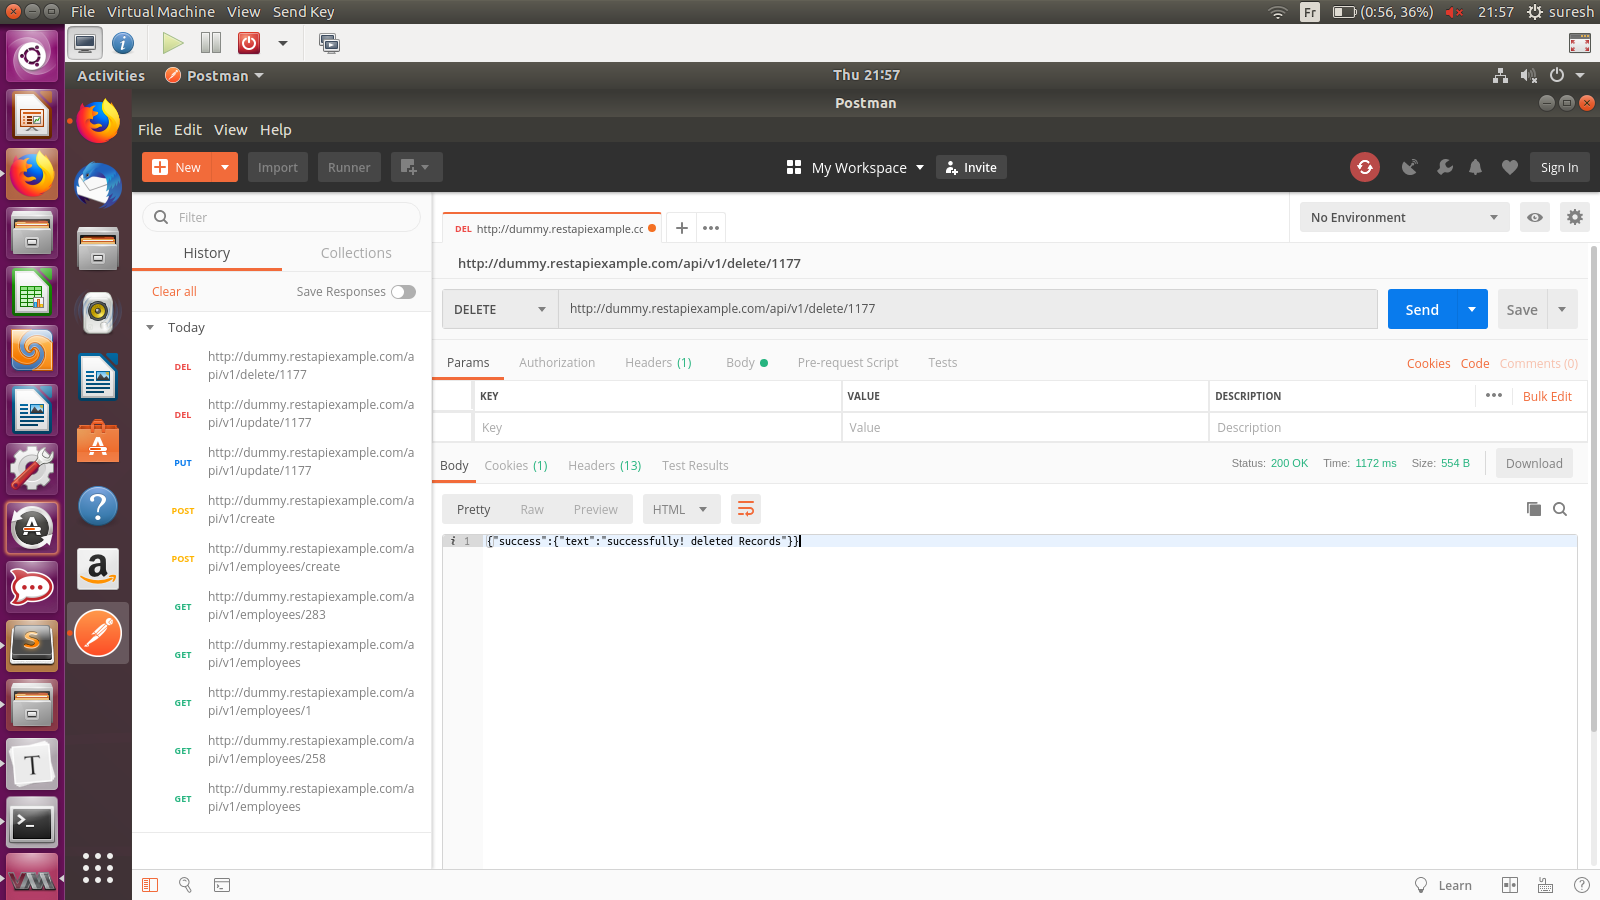 File Virtual Machine View Send Key
Fr (0:56, 36%) 21:57 suresh
Activities Postman Thu 21:57
Postman
File Edit View Help
New Import Runner My Workspace Invite Sign In
Filter
History Collections
Clear all Save Responses
Today
DEL http://dummy.restapiexample.com/a
pi/v1/delete/1177
DEL http://dummy.restapiexample.com/a
pi/v1/update/1177
PUT http://dummy.restapiexample.com/a
pi/v1/update/1177
POST http://dummy.restapiexample.com/a
pi/v1/create
POST http://dummy.restapiexample.com/a
pi/v1/employees/create
GET http://dummy.restapiexample.com/a
pi/v1/employees/283
GET http://dummy.restapiexample.com/a
pi/v1/employees
GET http://dummy.restapiexample.com/a
pi/v1/employees/1
GET http://dummy.restapiexample.com/a
pi/v1/employees/258
GET http://dummy.restapiexample.com/a
pi/v1/employees
DEL http://dummy.restapiexample.cc
No Environment
http://dummy.restapiexample.com/api/v1/delete/1177
DELETE http://dummy.restapiexample.com/api/v1/delete/1177 Send Save
Params Authorization Headers (1) Body Pre-request Script Tests Cookies Code Comments (0)
KEY VALUE DESCRIPTION Bulk Edit
Key Value Description
Body Cookies (1) Headers (13) Test Results Status: 200 OK Time: 1172 ms Size: 554 B Download
Pretty Raw Preview HTML
i 1 {"success":{"text":"successfully! deleted Records"}}
Learn